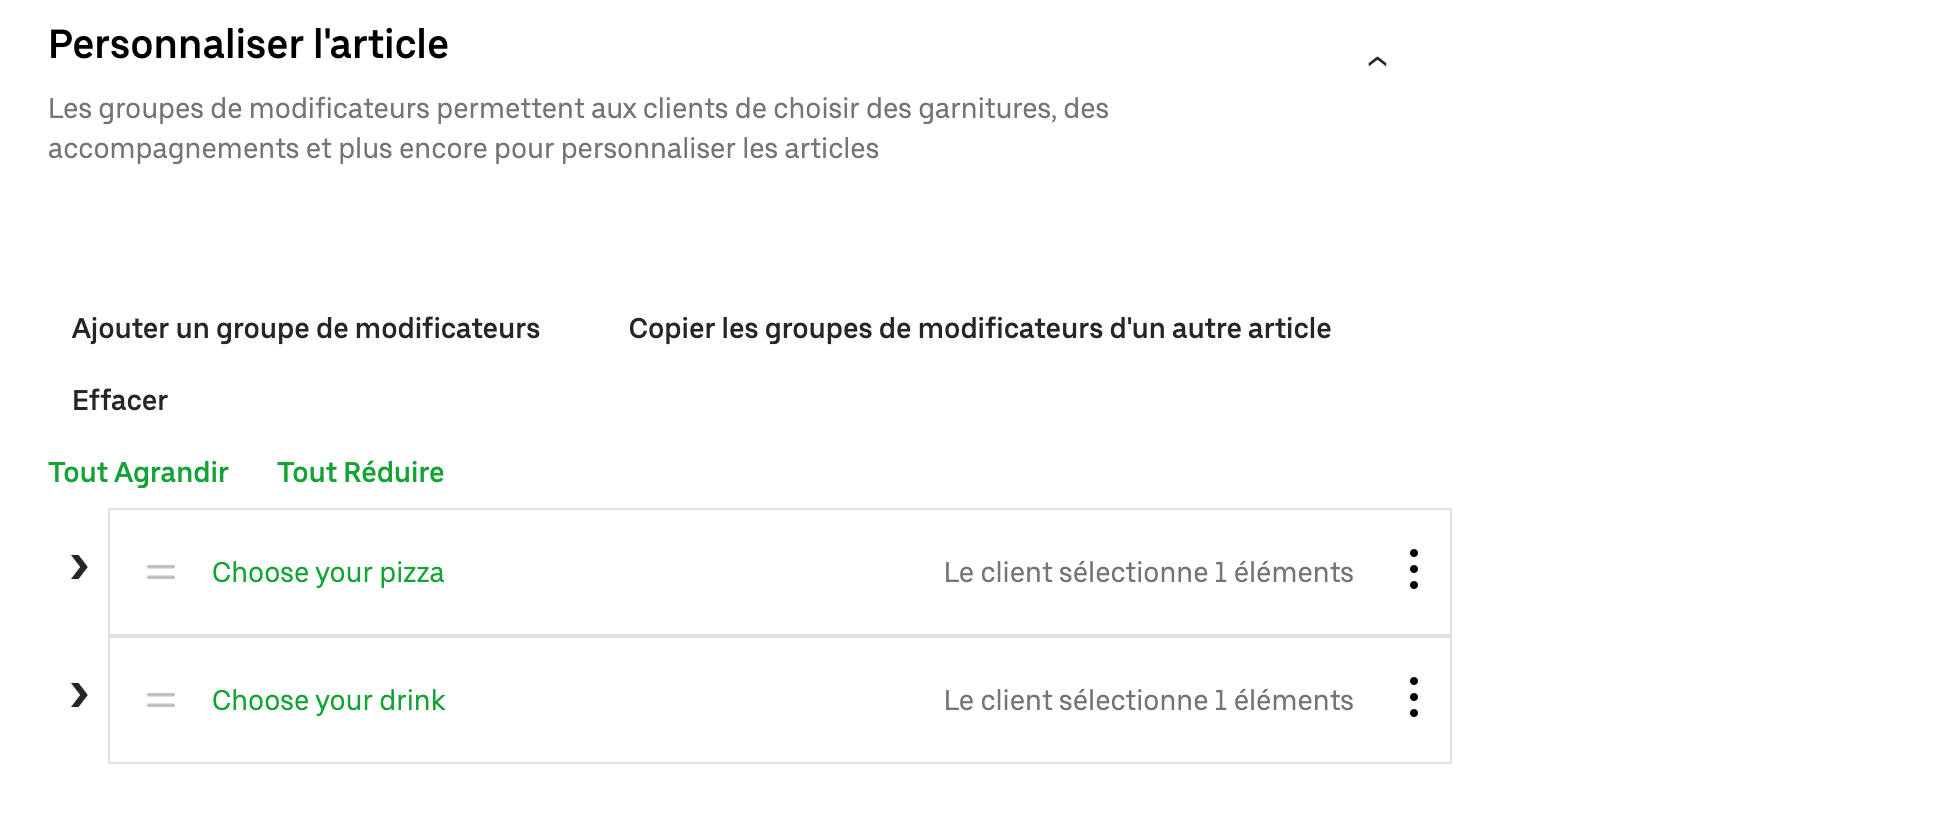 Personnaliser l'article
Les groupes de modificateurs permettent aux clients de choisir des garnitures, des
accompagnements et plus encore pour personnaliser les articles
Ajouter un groupe de modificateurs
Copier les groupes de modificateurs d'un autre article
Effacer
Tout Agrandir
Tout Réduire
Choose your pizza
Le client sélectionne 1 éléments
Choose your drink
Le client sélectionne 1 éléments